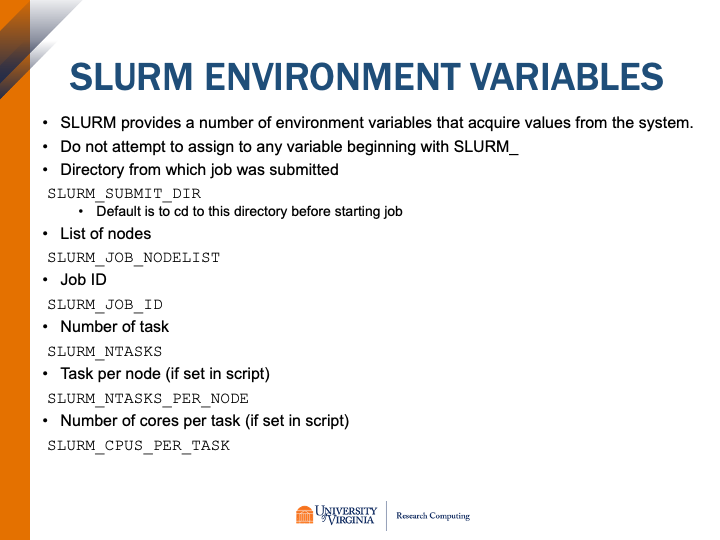 SLURM ENVIRONMENT VARIABLES
• SLURM provides a number of environment variables that acquire values from the system.
• Do not attempt to assign to any variable beginning with SLURM_
• Directory from which job was submitted
SLURM_SUBMIT_DIR
• Default is to cd to this directory before starting job
• List of nodes
SLURM_JOB_NODELIST
• Job ID
SLURM_JOB_ID
• Number of task
SLURM_NTASKS
• Task per node (if set in script)
SLURM_NTASKS_PER_NODE
• Number of cores per task (if set in script)
SLURM_CPUS_PER_TASK
UNIVERSITY
of VIRGINIA
Research Computing